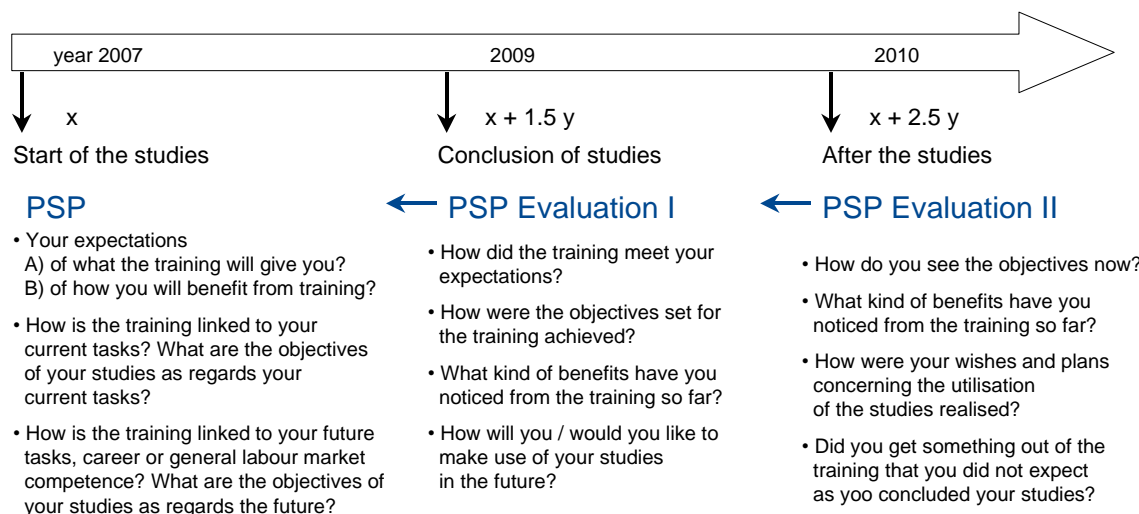 year 2007
2009
2010
x
x + 1.5 y
x + 2.5 y
Start of the studies
Conclusion of studies
After the studies
PSP
• Your expectations
A) of what the training will give you?
B) of how you will benefit from training?
• How is the training linked to your
current tasks? What are the objectives
of your studies as regards your
current tasks?
• How is the training linked to your future
tasks, career or general labour market
competence? What are the objectives of
your studies as regards the future?
PSP Evaluation I
• How did the training meet your
expectations?
• How were the objectives set for
the training achieved?
• What kind of benefits have you
noticed from the training so far?
• How will you / would you like to
make use of your studies
in the future?
PSP Evaluation II
• How do you see the objectives now?
• What kind of benefits have you
noticed from the training so far?
• How were your wishes and plans
concerning the utilisation
of the studies realised?
• Did you get something out of the
training that you did not expect
as yoo concluded your studies?